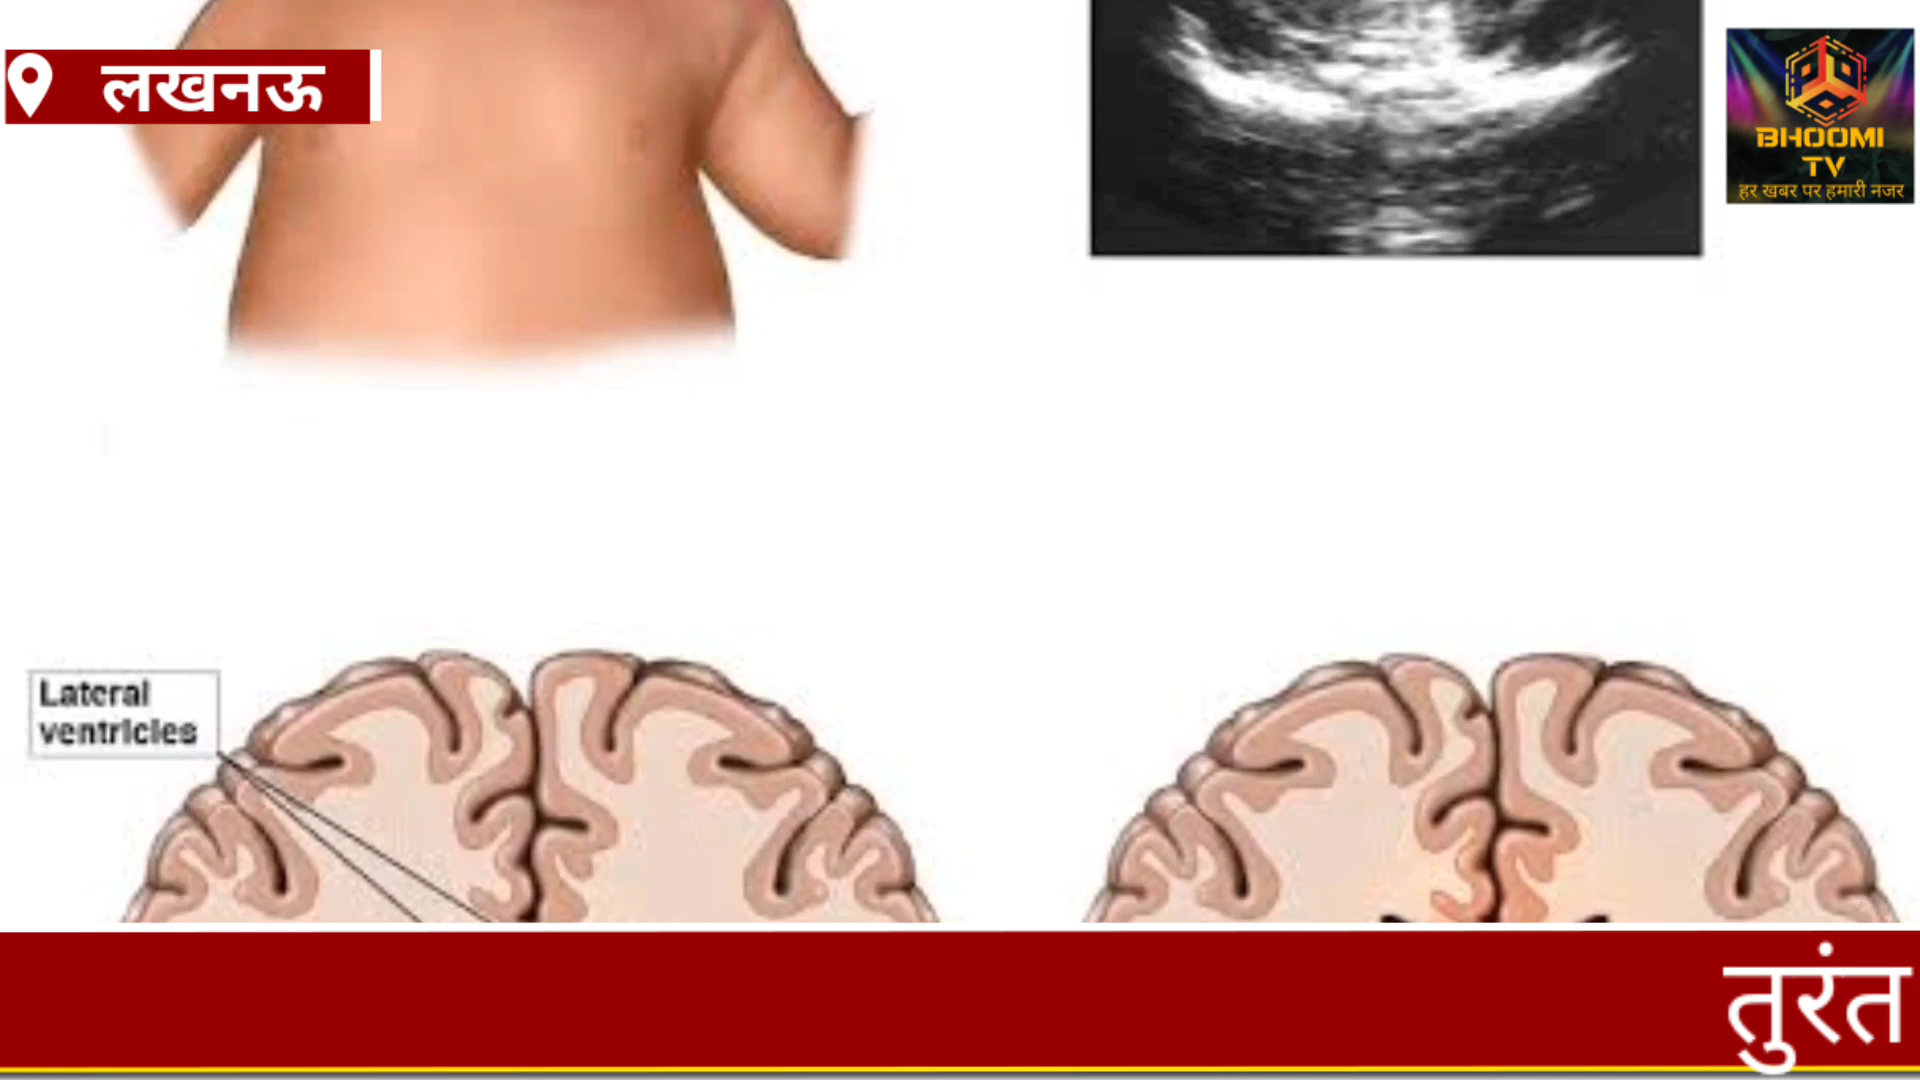 लखनऊ
BHOOMI
TV
हर खबर पर हमारी नजर
Lateral
ventricles
तुरंत